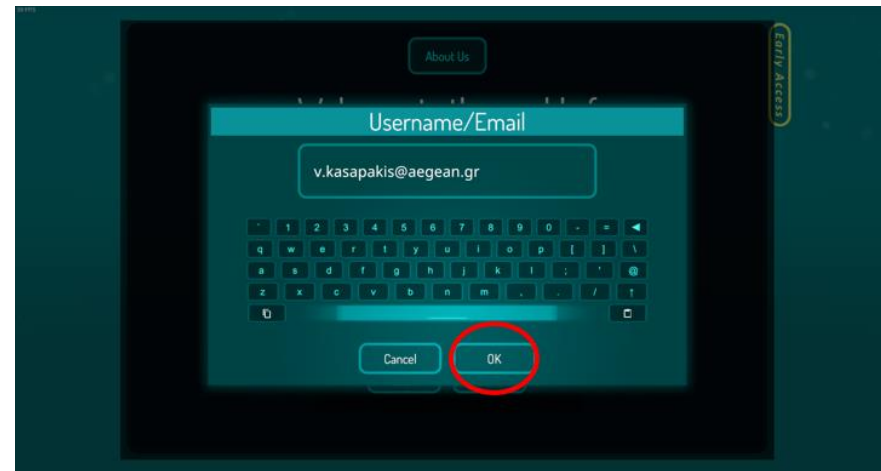 About Us
Early Access
Username/Email
v.kasapakis@aegean.gr
1 2 3 4 5 6 7 8 9 0 - =
q w e r t y u i o p [ ] \
a s d f g h j k l ; ' @
z x c v b n m , . / ↑
Cancel OK